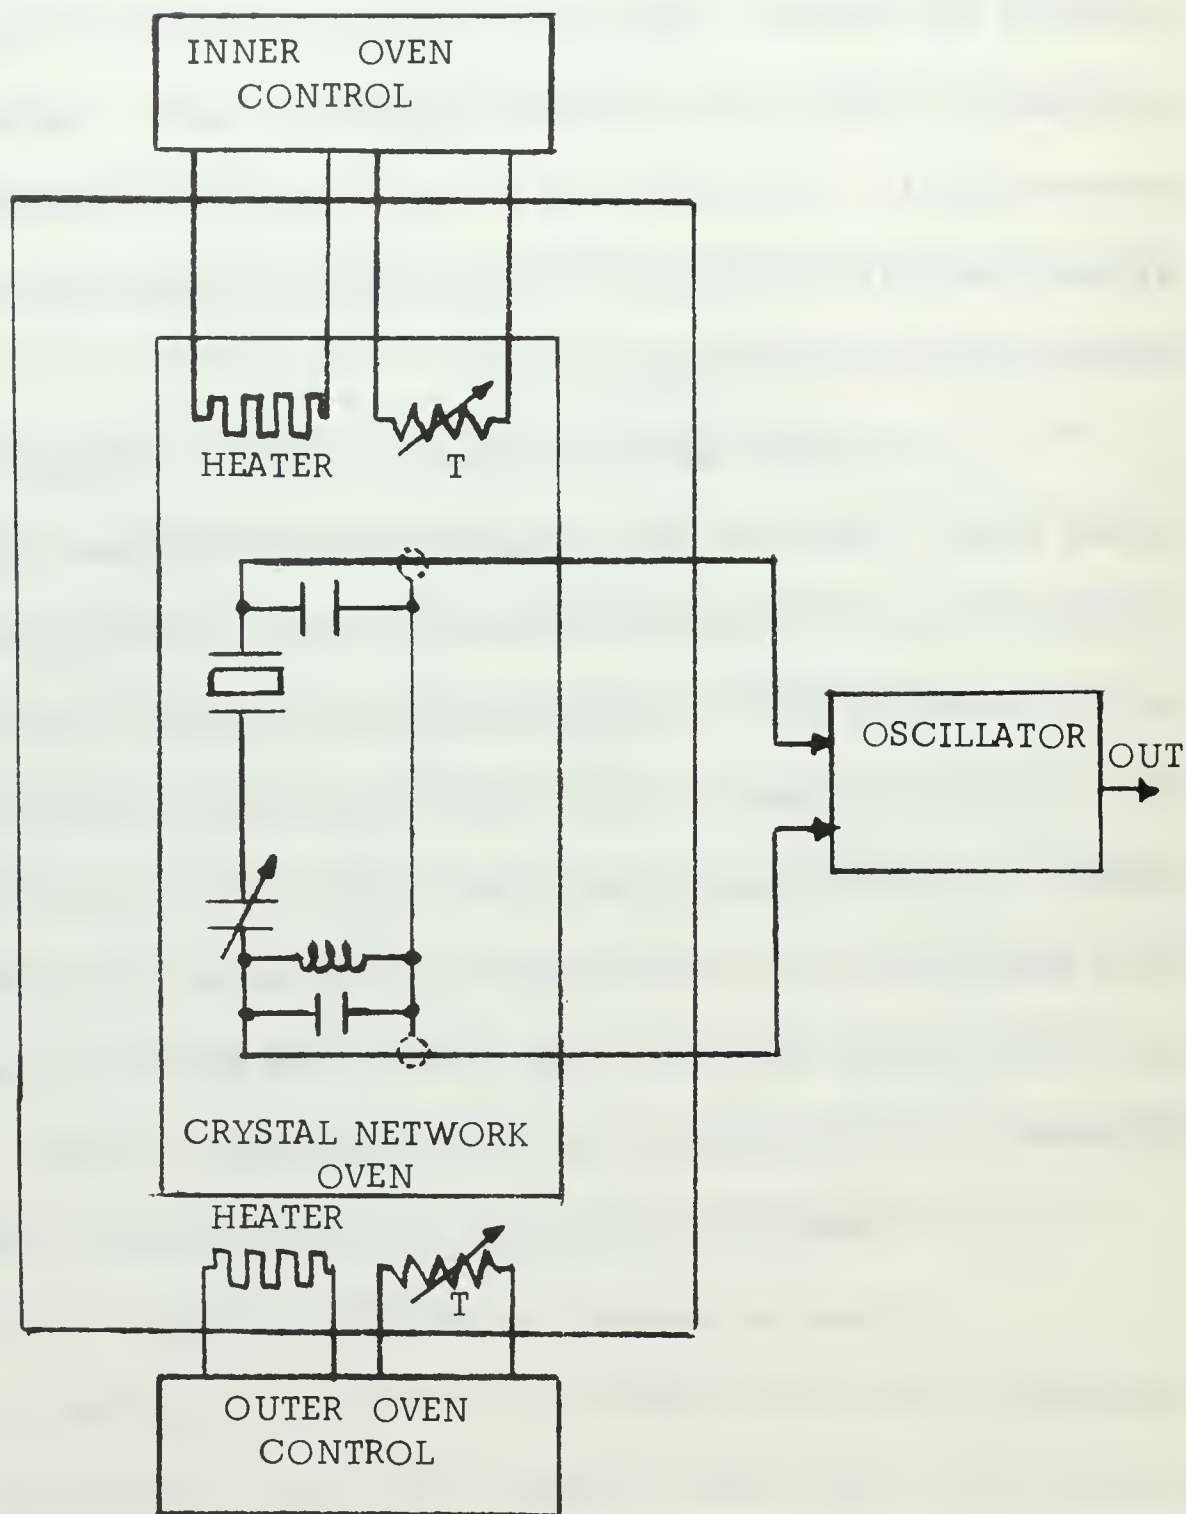 INNER OVEN
CONTROL
HEATER
T
OSCILLATOR
OUT
CRYSTAL NETWORK
OVEN
HEATER
T
OUTER OVEN
CONTROL